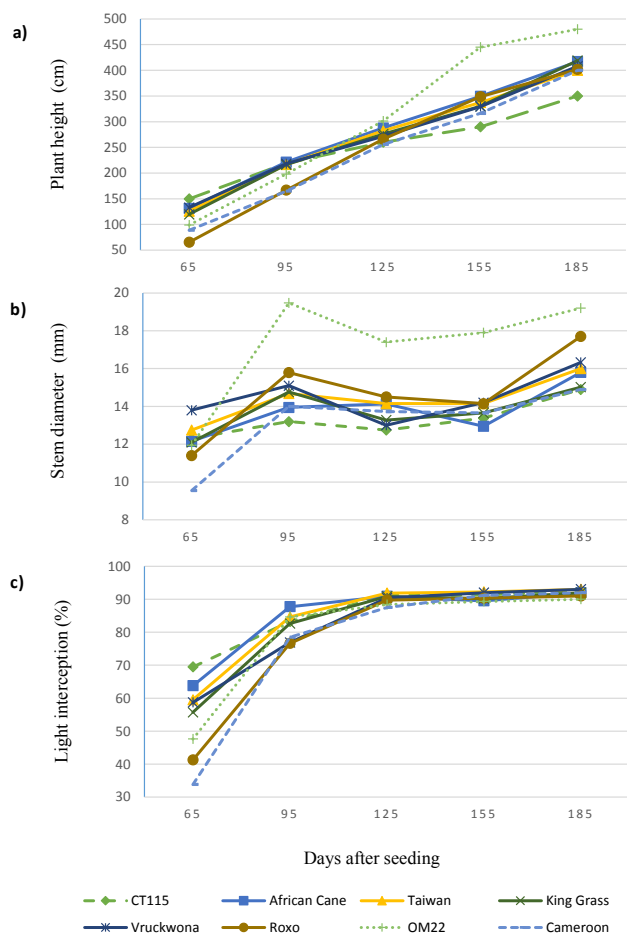 a)
Plant height (cm)
500
450
400
350
300
250
200
150
100
50
65 95 125 155 185
b)
Stem diameter (mm)
20
18
16
14
12
10
8
65 95 125 155 185
c)
Light interception (%)
100
90
80
70
60
50
40
30
65 95 125 155 185
Days after seeding
CT115 African Cane Taiwan King Grass
Vruckwona Roxo OM22 Cameroon